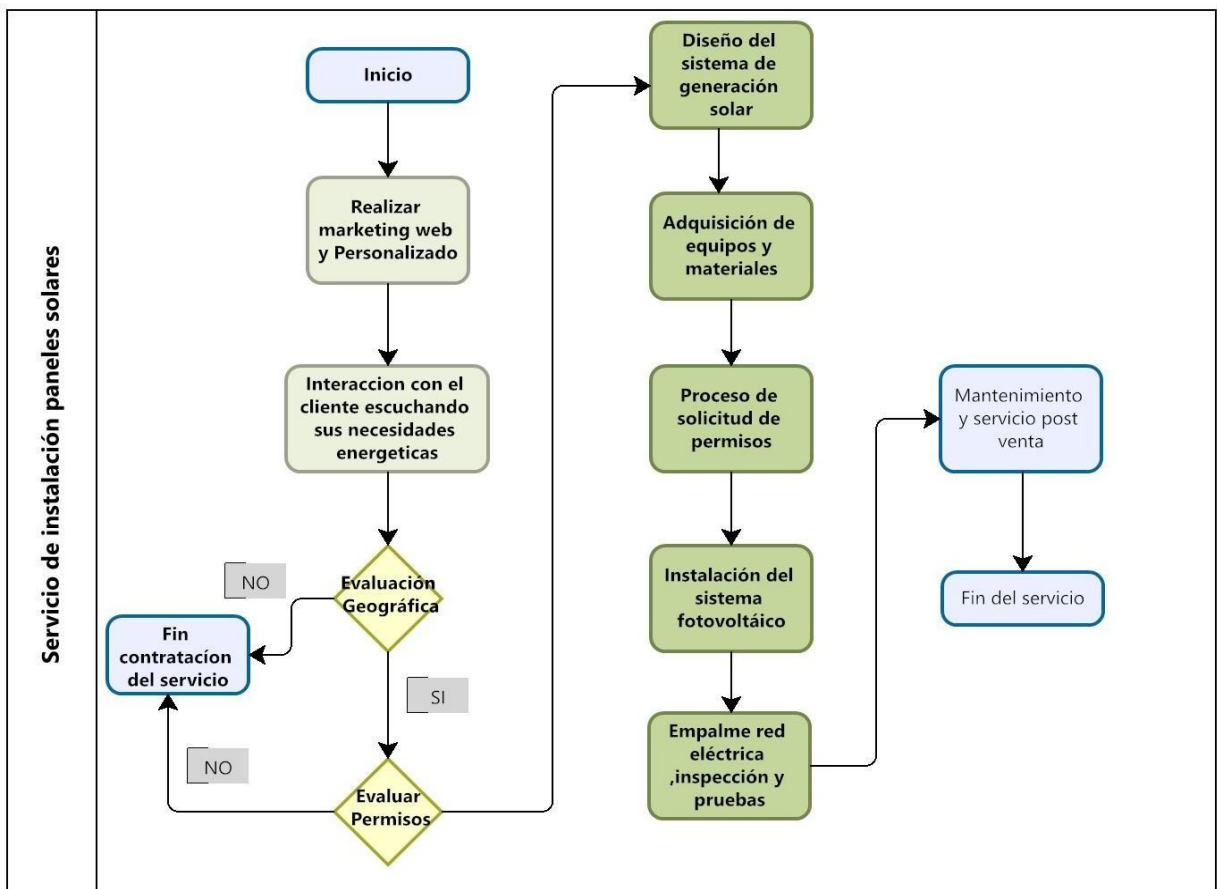 Servicio de instalación paneles solares
Inicio
Realizar
marketing web
y Personalizado
Interaccion con el
cliente escuchando
sus necesidades
energeticas
Evaluación
Geográfica
NO
Fin
contratacíon
del servicio
SI
NO
Evaluar
Permisos
Diseño del
sistema de
generación
solar
Adquisición de
equipos y
materiales
Proceso de
solicitud de
permisos
Instalación del
sistema
fotovoltáico
Empalme red
eléctrica
,inspección y
pruebas
Mantenimiento
y servicio post
venta
Fin del servicio